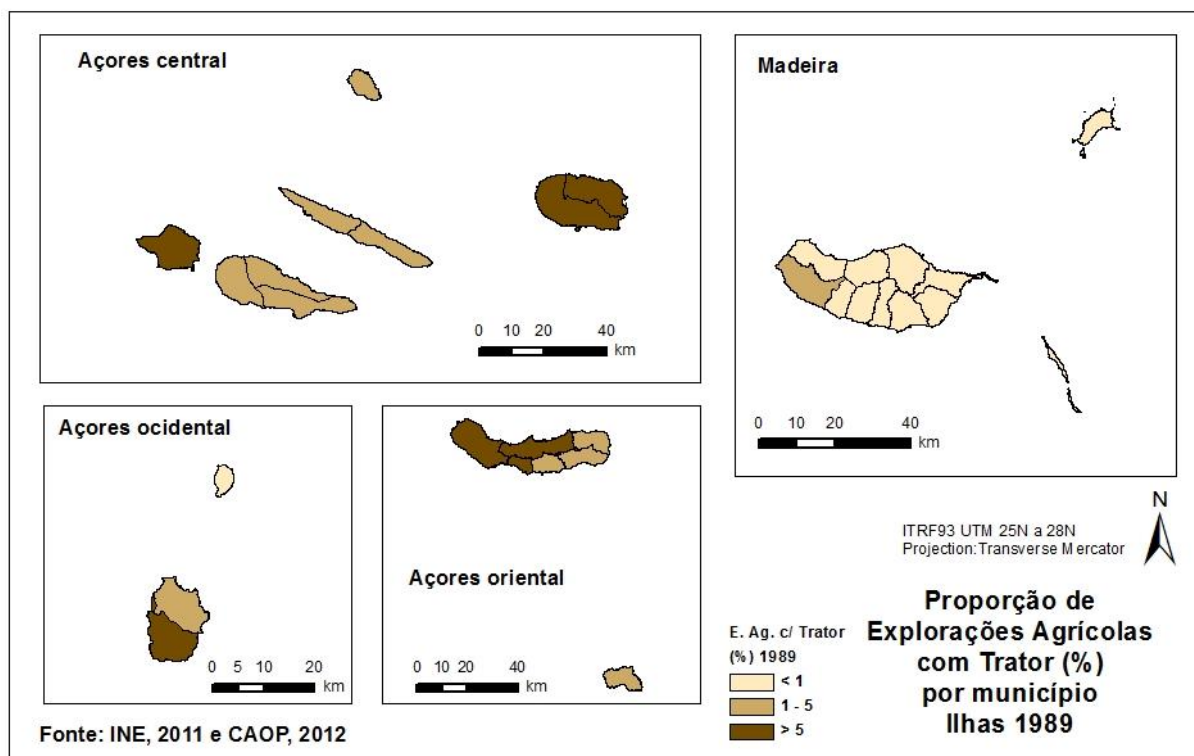 Açores central
0 10 20 40
km
Madeira
0 10 20 40
km
Açores ocidental
0 5 10 20
km
Açores oriental
0 10 20 40
km
N
ITRF93 UTM 25N a 28N
Projection:Transverse Mercator
E. Ag. c/ Trator
(%) 1989
< 1
1 - 5
> 5
Proporção de
Explorações Agrícolas
com Trator (%)
por município
Ilhas 1989
Fonte: INE, 2011 e CAOP, 2012